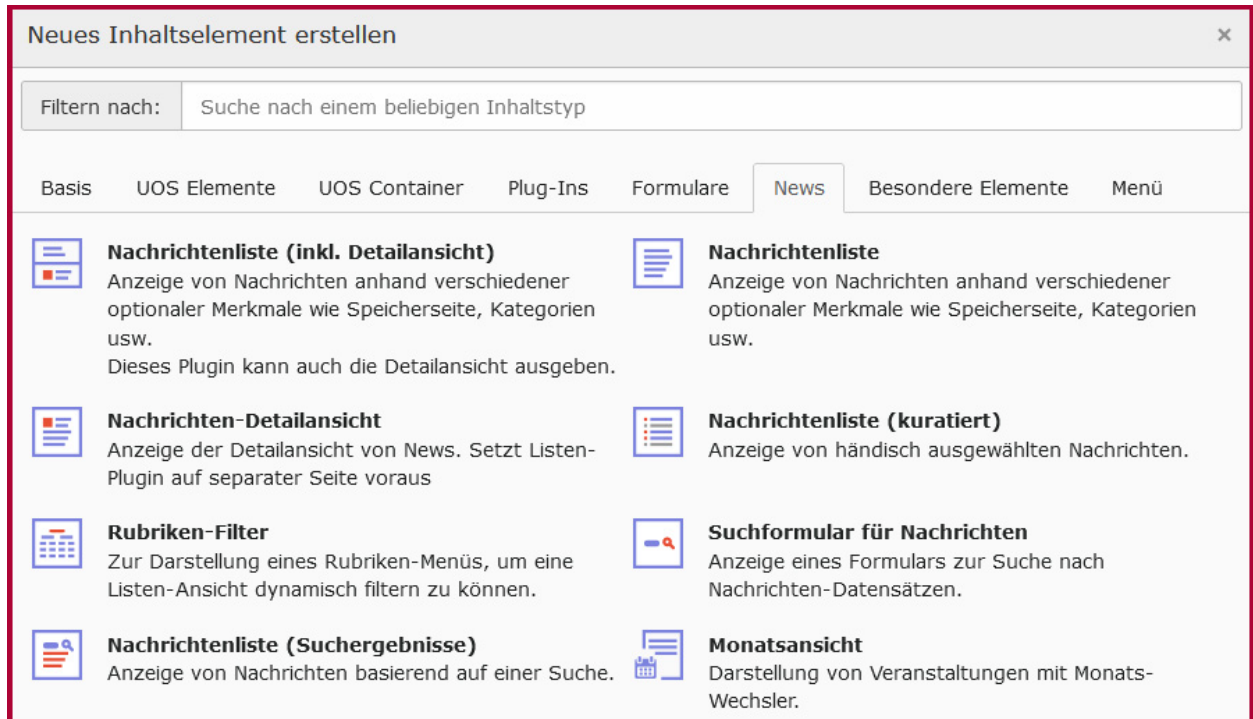 Neues Inhaltselement erstellen ×
Filtern nach: Suche nach einem beliebigen Inhaltstyp
Basis UOS Elemente UOS Container Plug-Ins Formulare News Besondere Elemente Menü
Nachrichtenliste (inkl. Detailansicht)
Anzeige von Nachrichten anhand verschiedener
optionaler Merkmale wie Speicherseite, Kategorien
usw.
Dieses Plugin kann auch die Detailansicht ausgeben.
Nachrichtenliste
Anzeige von Nachrichten anhand verschiedener
optionaler Merkmale wie Speicherseite, Kategorien
usw.
Nachrichten-Detailansicht
Anzeige der Detailansicht von News. Setzt Listen-
Plugin auf separater Seite voraus
Nachrichtenliste (kuratiert)
Anzeige von händisch ausgewählten Nachrichten.
Rubriken-Filter
Zur Darstellung eines Rubriken-Menüs, um eine
Listen-Ansicht dynamisch filtern zu können.
Suchformular für Nachrichten
Anzeige eines Formulars zur Suche nach
Nachrichten-Datensätzen.
Nachrichtenliste (Suchergebnisse)
Anzeige von Nachrichten basierend auf einer Suche.
Monatsansicht
Darstellung von Veranstaltungen mit Monats-
Wechsler.